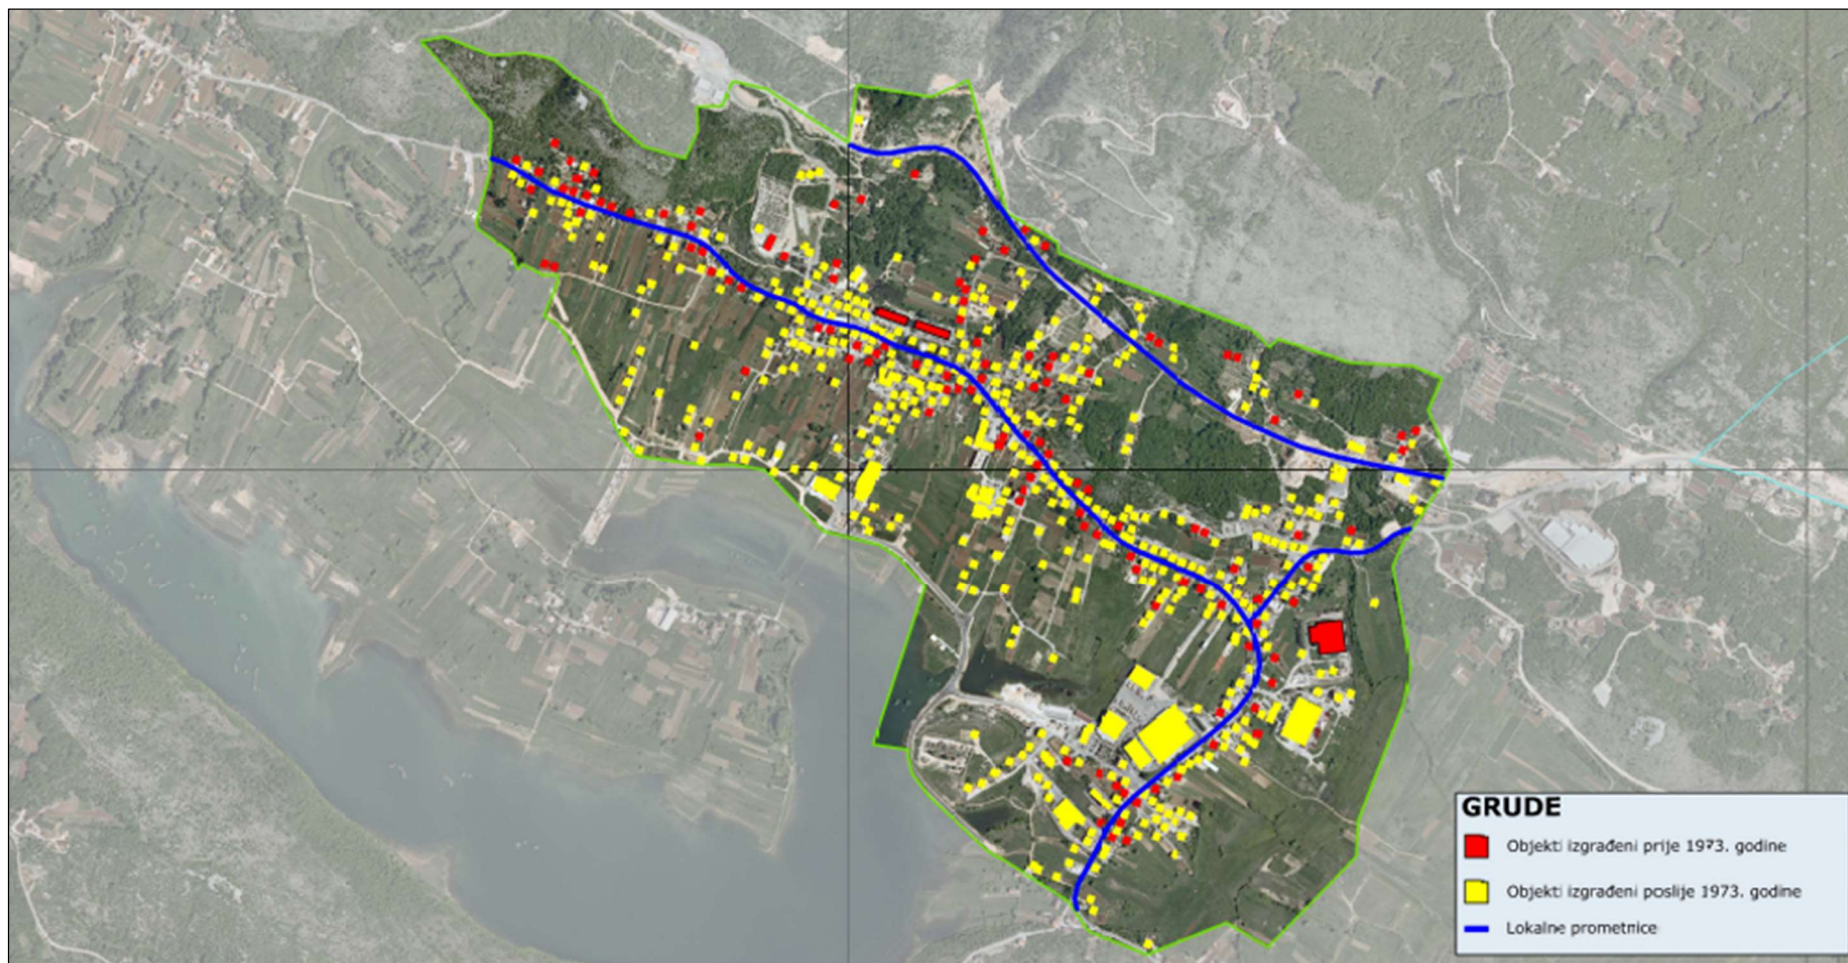 GRUDE
Objekti izgrađeni prije 1973. godine
Objekti izgrađeni poslije 1973. godine
Lokalne prometnice